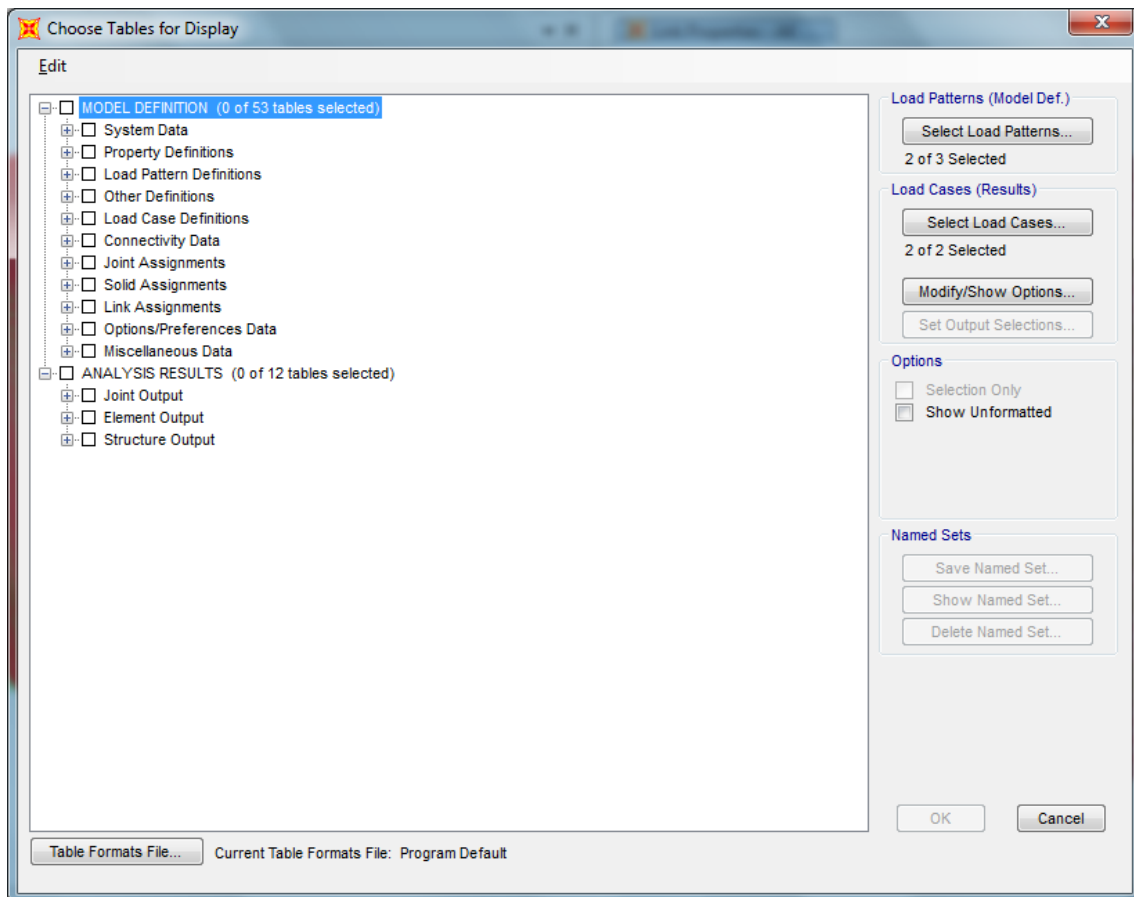 Choose Tables for Display
Edit
MODEL DEFINITION (0 of 53 tables selected)
System Data
Property Definitions
Load Pattern Definitions
Other Definitions
Load Case Definitions
Connectivity Data
Joint Assignments
Solid Assignments
Link Assignments
Options/Preferences Data
Miscellaneous Data
ANALYSIS RESULTS (0 of 12 tables selected)
Joint Output
Element Output
Structure Output
Load Patterns (Model Def.)
Select Load Patterns...
2 of 3 Selected
Load Cases (Results)
Select Load Cases...
2 of 2 Selected
Modify/Show Options...
Set Output Selections...
Options
Selection Only
Show Unformatted
Named Sets
Save Named Set...
Show Named Set...
Delete Named Set...
OK
Cancel
Table Formats File...
Current Table Formats File: Program Default